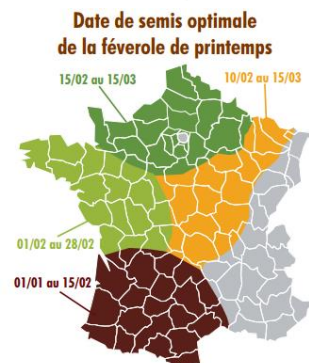 Date de semis optimale
de la féverole de printemps
15/02 au 15/03
10/02 au 15/03
01/02 au 28/02
01/01 au 15/02